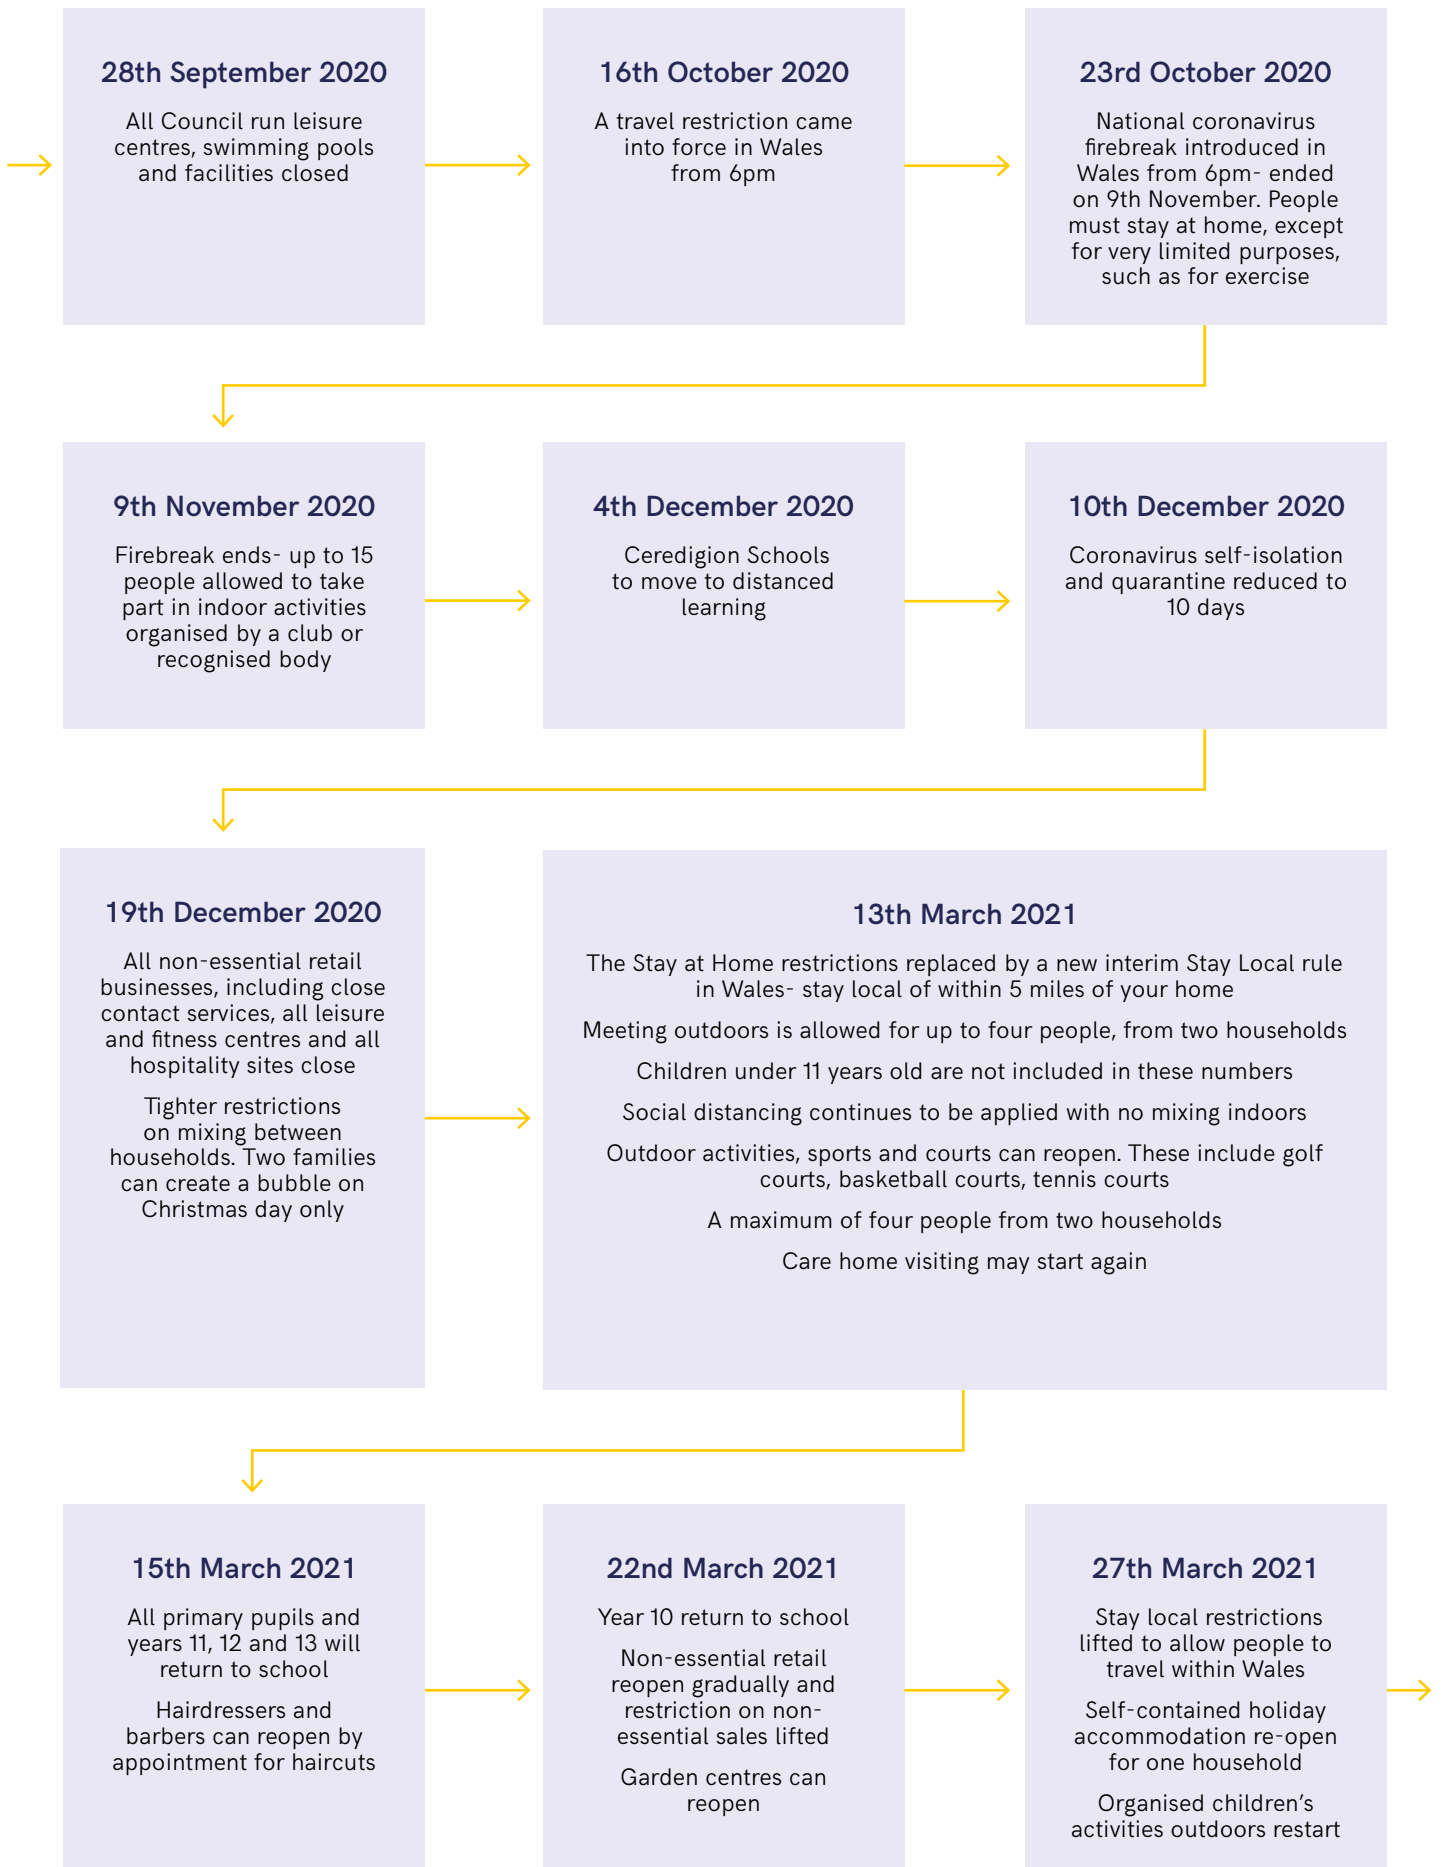 28th September 2020
All Council run leisure
centres, swimming pools
and facilities closed
16th October 2020
A travel restriction came
into force in Wales
from 6pm
23rd October 2020
National coronavirus
firebreak introduced in
Wales from 6pm- ended
on 9th November. People
must stay at home, except
for very limited purposes,
such as for exercise
9th November 2020
Firebreak ends- up to 15
people allowed to take
part in indoor activities
organised by a club or
recognised body
4th December 2020
Ceredigion Schools
to move to distanced
learning
10th December 2020
Coronavirus self-isolation
and quarantine reduced to
10 days
19th December 2020
All non-essential retail
businesses, including close
contact services, all leisure
and fitness centres and all
hospitality sites close
Tighter restrictions
on mixing between
households. Two families
can create a bubble on
Christmas day only
13th March 2021
The Stay at Home restrictions replaced by a new interim Stay Local rule
in Wales- stay local of within 5 miles of your home
Meeting outdoors is allowed for up to four people, from two households
Children under 11 years old are not included in these numbers
Social distancing continues to be applied with no mixing indoors
Outdoor activities, sports and courts can reopen. These include golf
courts, basketball courts, tennis courts
A maximum of four people from two households
Care home visiting may start again
15th March 2021
All primary pupils and
years 11, 12 and 13 will
return to school
Hairdressers and
barbers can reopen by
appointment for haircuts
22nd March 2021
Year 10 return to school
Non-essential retail
reopen gradually and
restriction on non-
essential sales lifted
Garden centres can
reopen
27th March 2021
Stay local restrictions
lifted to allow people to
travel within Wales
Self-contained holiday
accommodation re-open
for one household
Organised children's
activities outdoors restart